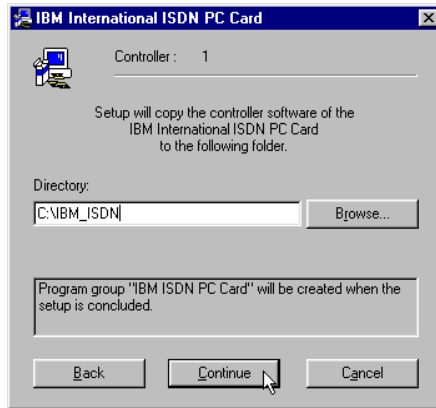 IBM International ISDN PC Card
Controller : 1
Setup will copy the controller software of the
IBM International ISDN PC Card
to the following folder.
Directory:
C:\IBM_ISDN
Browse...
Program group "IBM ISDN PC Card" will be created when the
setup is concluded.
Back
Continue
Cancel